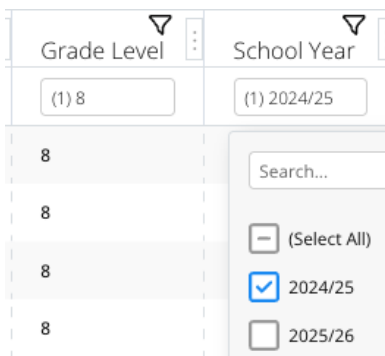 Grade Level School Year
(1) 8 (1) 2024/25
8
Search...
8
(Select All)
8
2024/25
8
2025/26